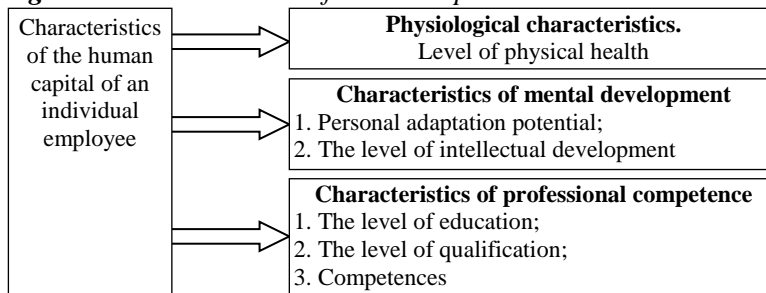 Characteristics
of the human
capital of an
individual
employee
Physiological characteristics.
Level of physical health
Characteristics of mental development
1. Personal adaptation potential;
2. The level of intellectual development
Characteristics of professional competence
1. The level of education;
2. The level of qualification;
3. Competences